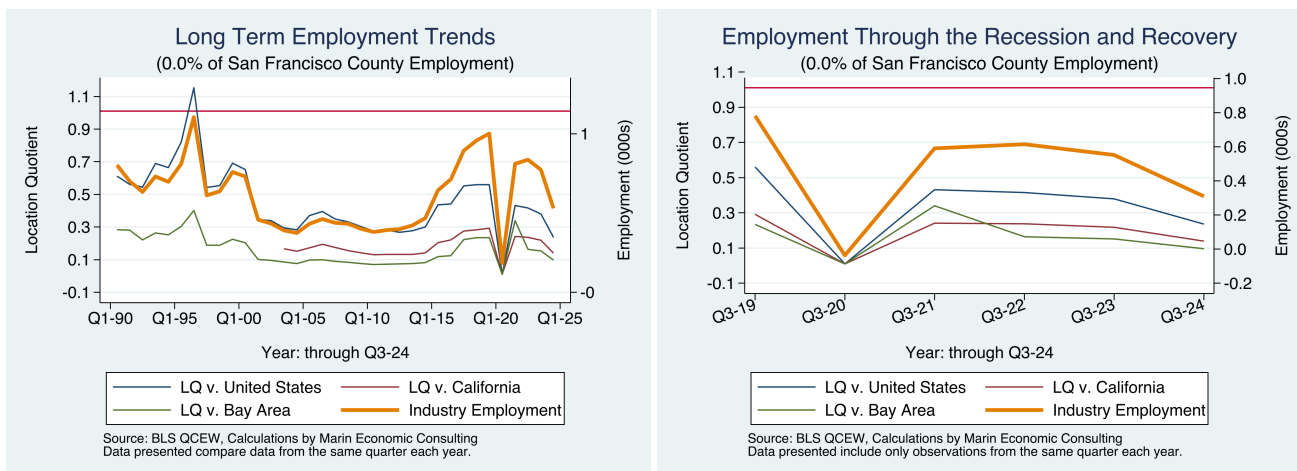 Long Term Employment Trends
(0.0% of San Francisco County Employment)
Location Quotient
1.1
0.9
0.7
0.5
0.3
0.1
-0.1
1
-0
Employment (000s)
Q1-90
Q1-95
Q1-00
Q1-05
Q1-10
Q1-15
Q1-20
Q1-25
Year: through Q3-24
LQ v. United States
LQ v. California
LQ v. Bay Area
Industry Employment
Source: BLS QCEW, Calculations by Marin Economic Consulting
Data presented compare data from the same quarter each year.
Employment Through the Recession and Recovery
(0.0% of San Francisco County Employment)
Location Quotient
1.1
0.9
0.7
0.5
0.3
0.1
-0.1
1.0
0.8
0.6
0.4
0.2
0.0
-0.2
Employment (000s)
Q3-19
Q3-20
Q3-21
Q3-22
Q3-23
Q3-24
Year: through Q3-24
LQ v. United States
LQ v. California
LQ v. Bay Area
Industry Employment
Source: BLS QCEW, Calculations by Marin Economic Consulting
Data presented include only observations from the same quarter each year.